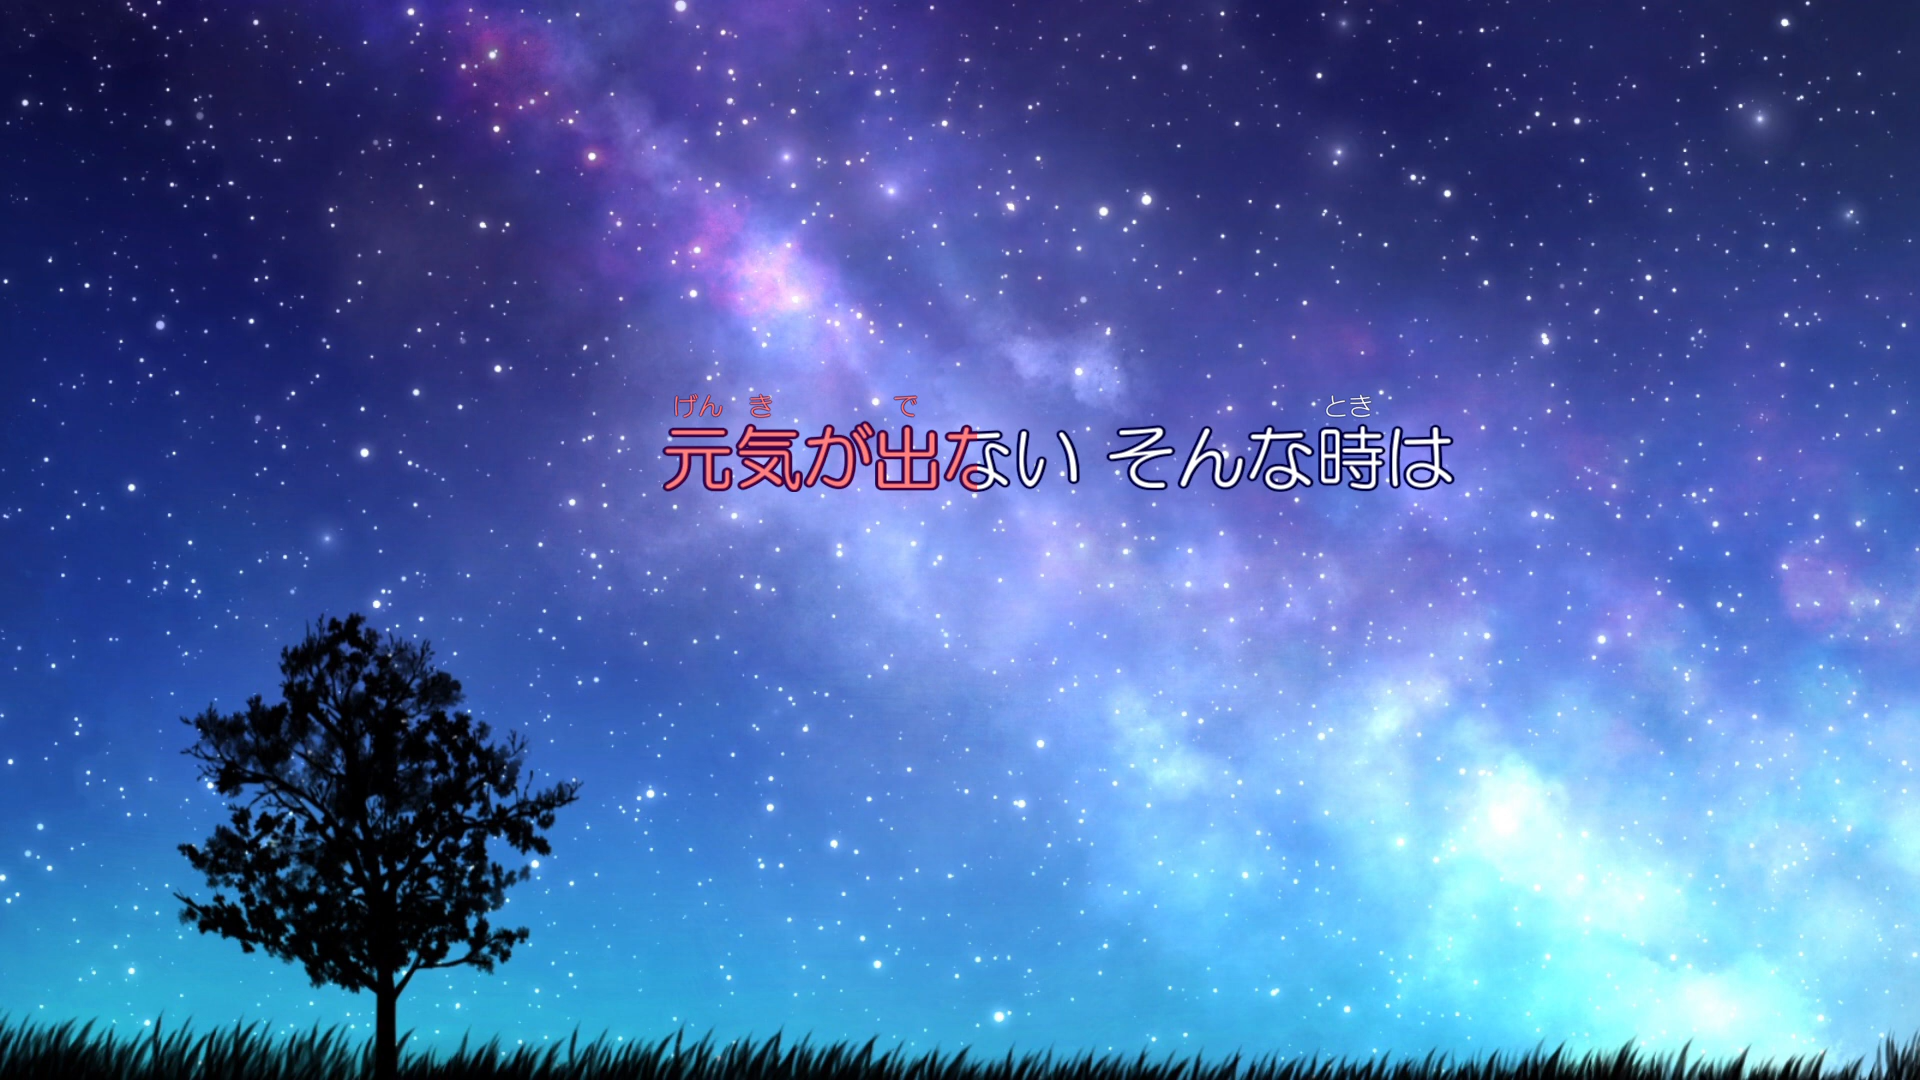 げん き で とき
元気が出ない そんな時は